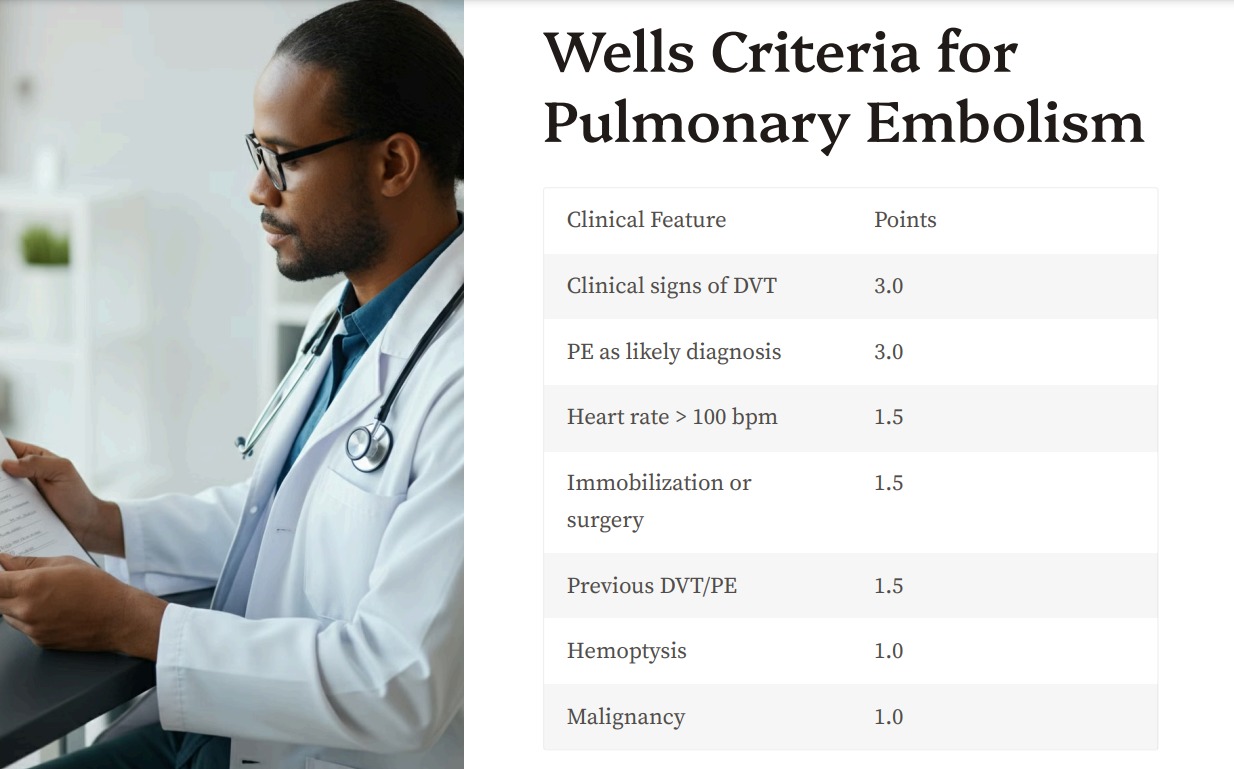 Wells Criteria for
Pulmonary Embolism
Clinical Feature Points
Clinical signs of DVT 3.0
PE as likely diagnosis 3.0
Heart rate > 100 bpm 1.5
Immobilization or 1.5
surgery
Previous DVT/PE 1.5
Hemoptysis 1.0
Malignancy 1.0